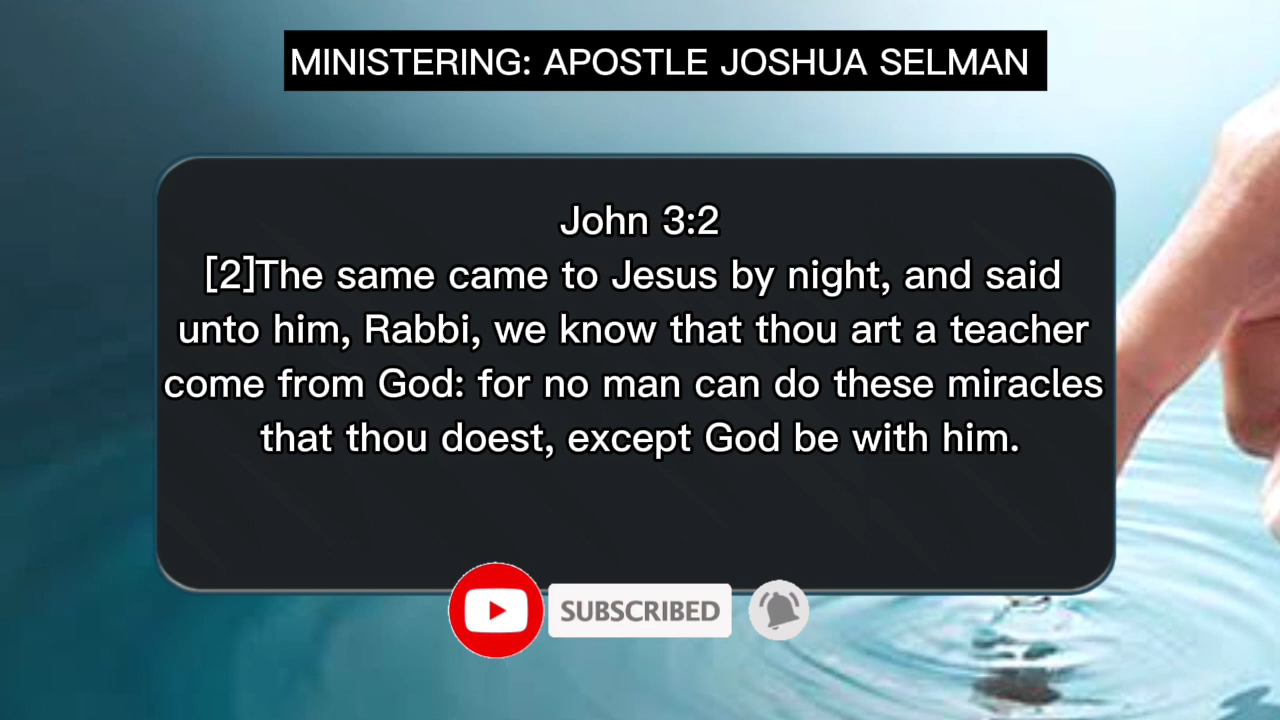 MINISTERING: APOSTLE JOSHUA SELMAN
John 3:2
[2]The same came to Jesus by night, and said
unto him, Rabbi, we know that thou art a teacher
come from God: for no man can do these miracles
that thou doest, except God be with him.
SUBSCRIBED